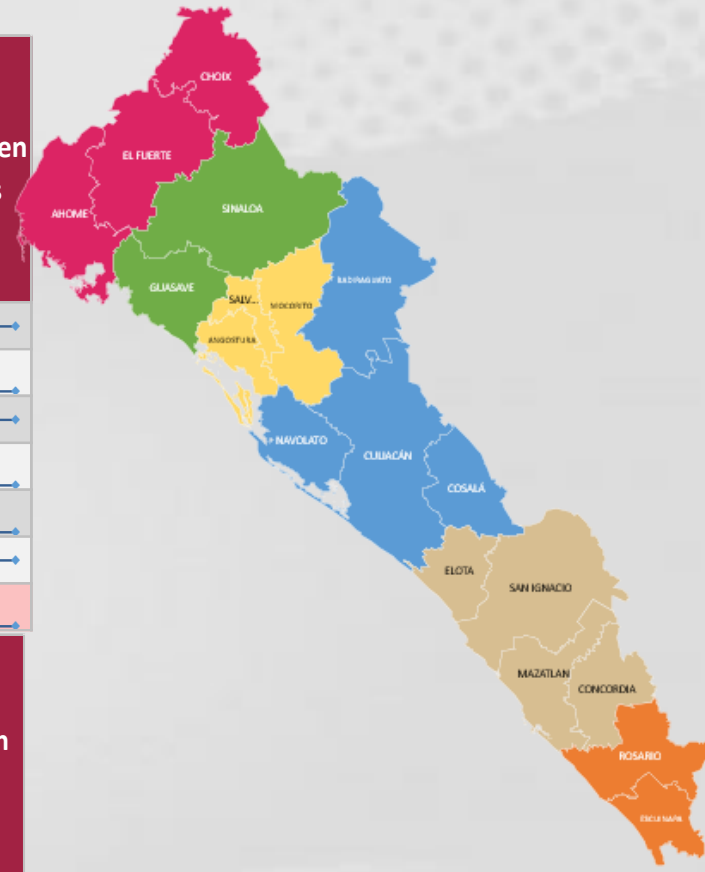 CHOIX
en
EL FUERTE
s
SINALOA
AHOME
BADIRAGUATO
GUASAVE
SALV...
MOCORITO
ANGOSTURA
NAVOLATO
CULIACÁN
COSALÁ
ELOTA
SAN IGNACIO
MAZATLAN
CONCORDIA
n
ROSARIO
ESCUINAPA